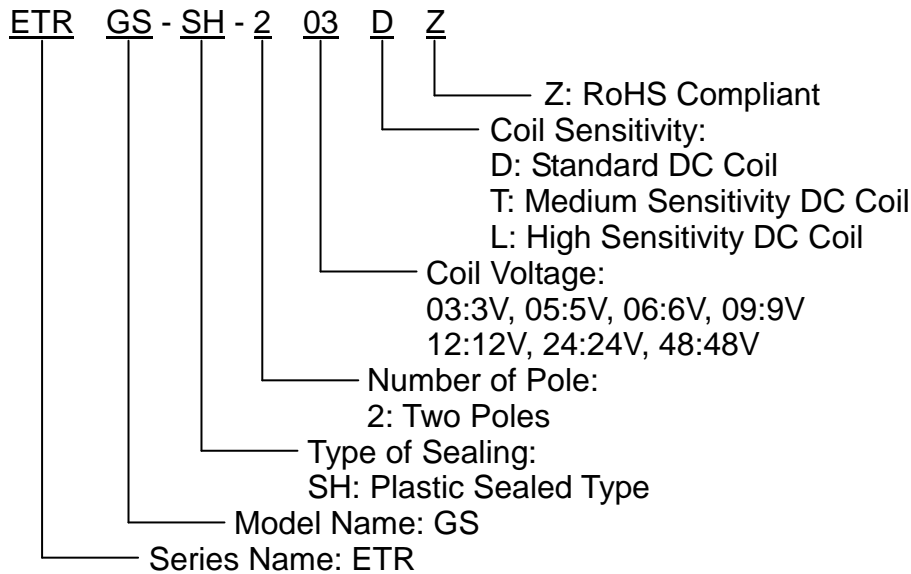 ETR GS - SH - 2 03 D Z
Z: RoHS Compliant
Coil Sensitivity:
D: Standard DC Coil
T: Medium Sensitivity DC Coil
L: High Sensitivity DC Coil
Coil Voltage:
03:3V, 05:5V, 06:6V, 09:9V
12:12V, 24:24V, 48:48V
Number of Pole:
2: Two Poles
Type of Sealing:
SH: Plastic Sealed Type
Model Name: GS
Series Name: ETR